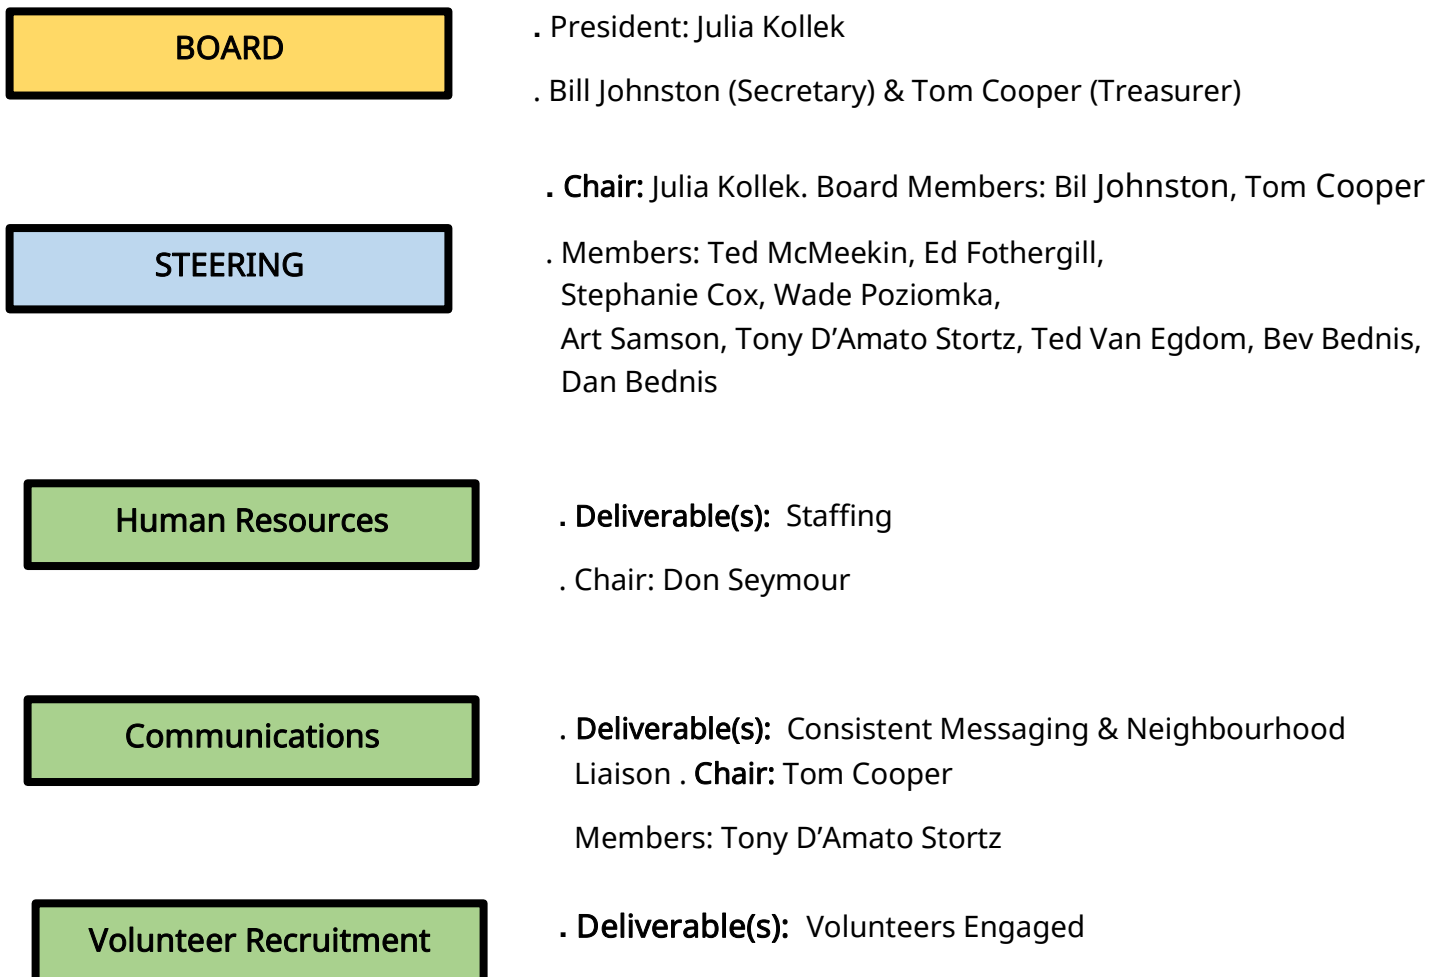 BOARD
. President: Julia Kollek
. Bill Johnston (Secretary) & Tom Cooper (Treasurer)
. Chair: Julia Kollek. Board Members: Bil Johnston, Tom Cooper
STEERING
. Members: Ted McMeekin, Ed Fothergill,
Stephanie Cox, Wade Poziomka,
Art Samson, Tony D’Amato Stortz, Ted Van Egdom, Bev Bednis,
Dan Bednis
Human Resources
. Deliverable(s): Staffing
. Chair: Don Seymour
Communications
. Deliverable(s): Consistent Messaging & Neighbourhood
Liaison . Chair: Tom Cooper
Members: Tony D’Amato Stortz
Volunteer Recruitment
. Deliverable(s): Volunteers Engaged